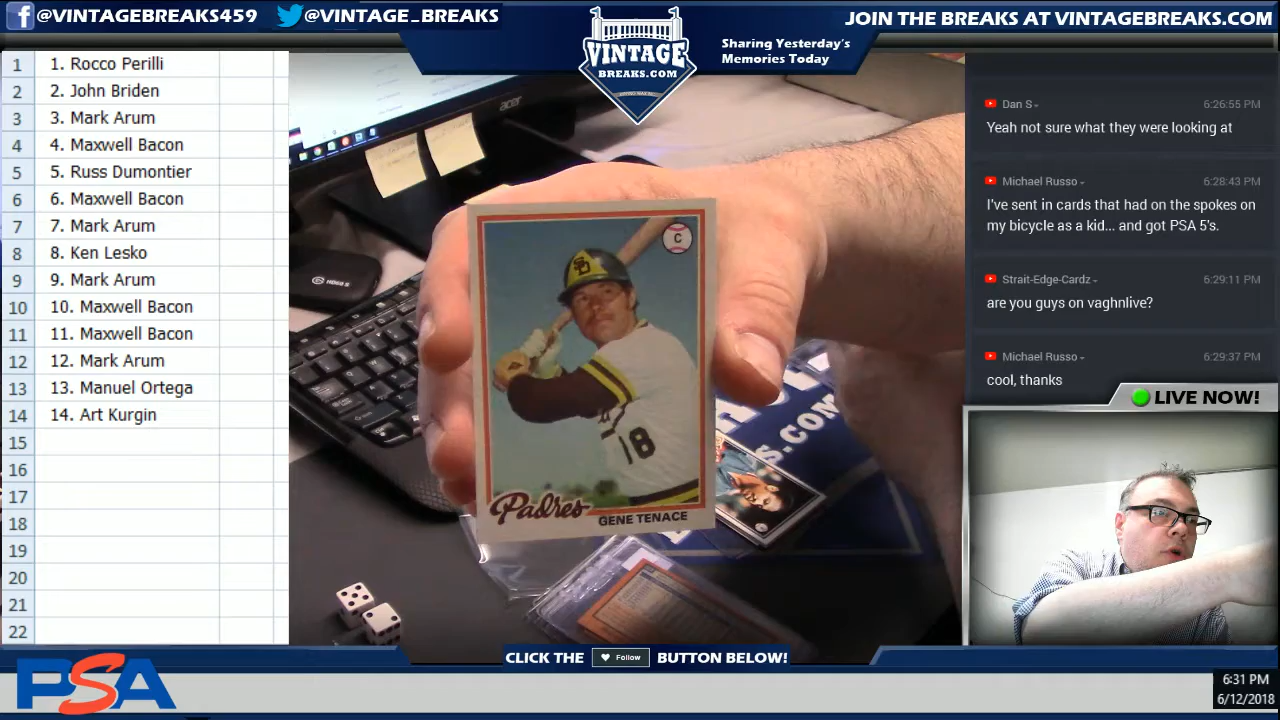 @VINTAGEBREAKS459
@VINTAGE_BREAKS
VINTAGE
BREAKS.COM
Sharing Yesterday's
Memories Today
JOIN THE BREAKS AT VINTAGEBREAKS.COM
1 1. Rocco Perilli
2 2. John Briden
3 3. Mark Arum
4 4. Maxwell Bacon
5 5. Russ Dumontier
6 6. Maxwell Bacon
7 7. Mark Arum
8 8. Ken Lesko
9 9. Mark Arum
10 10. Maxwell Bacon
11 11. Maxwell Bacon
12 12. Mark Arum
13 13. Manuel Ortega
14 14. Art Kurgin
15
16
17
18
19
20
21
22
acer
C
SD
18
Padres
GENE TENACE
S.COM
Dan S
6:26:55 PM
Yeah not sure what they were looking at
Michael Russo
6:28:43 PM
I've sent in cards that had on the spokes on
my bicycle as a kid... and got PSA 5's.
Strait-Edge-Cardz
6:29:11 PM
are you guys on vaghnlive?
Michael Russo
6:29:37 PM
cool, thanks
LIVE NOW!
CLICK THE Follow BUTTON BELOW!
PSA
6:31 PM
6/12/2018